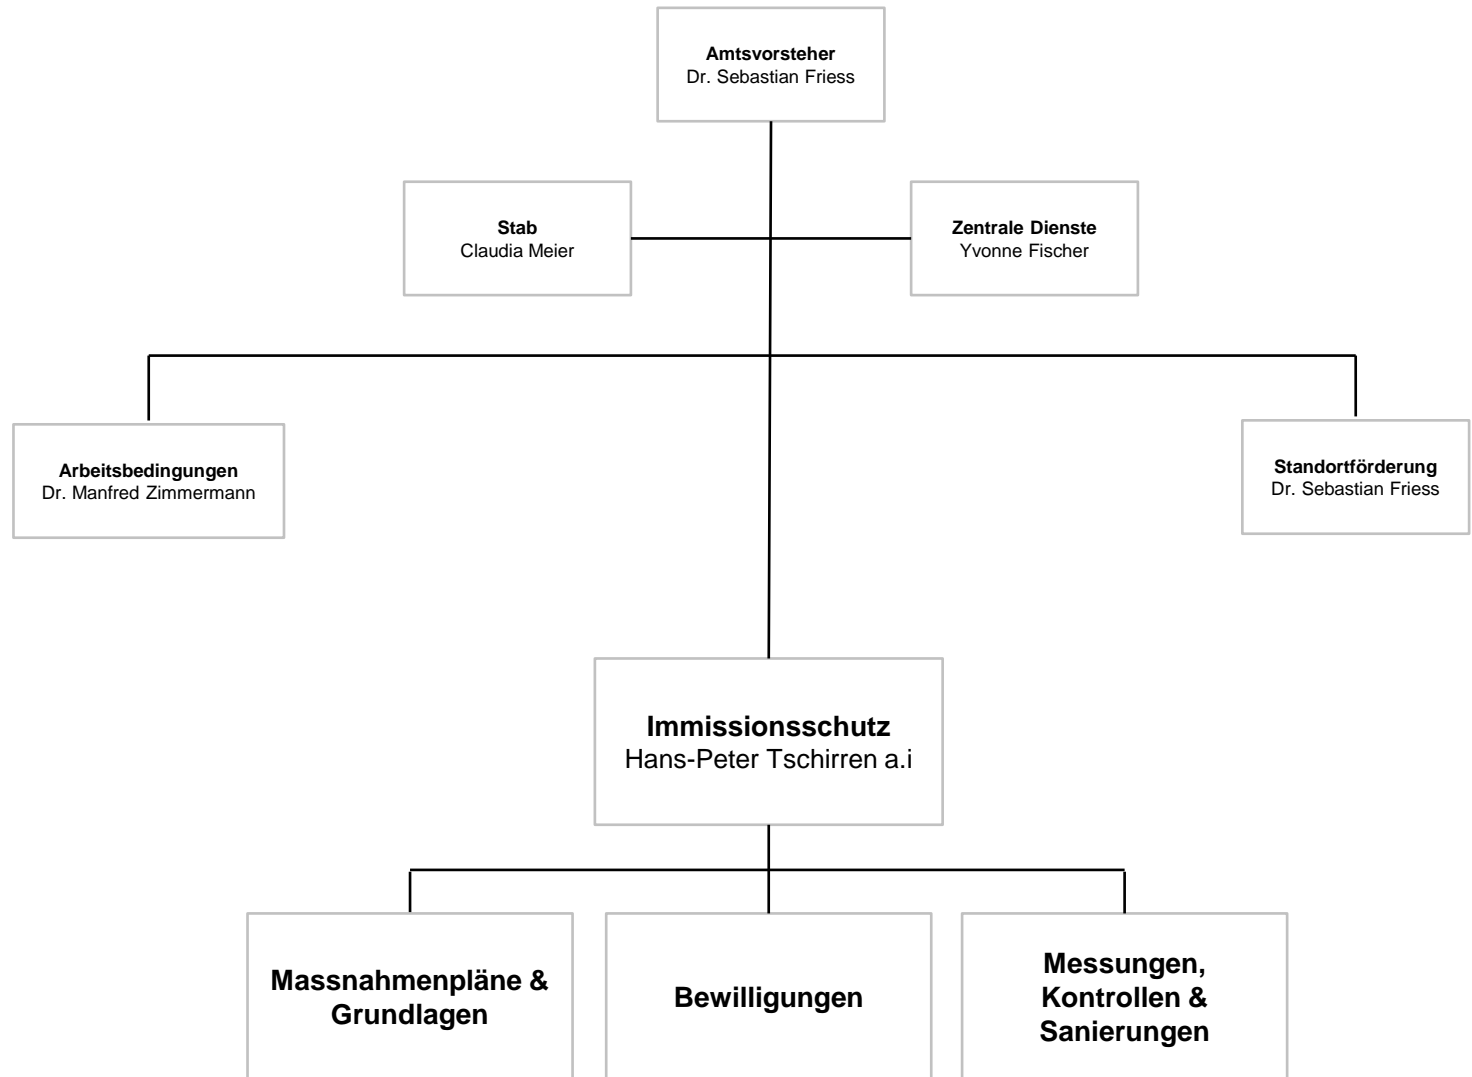 Amtsvorsteher
Dr. Sebastian Friess
Stab
Claudia Meier
Zentrale Dienste
Yvonne Fischer
Arbeitsbedingungen
Dr. Manfred Zimmermann
Standortförderung
Dr. Sebastian Friess
Immissionsschutz
Hans-Peter Tschirren a.i
Massnahmenpläne &
Grundlagen
Bewilligungen
Messungen,
Kontrollen &
Sanierungen